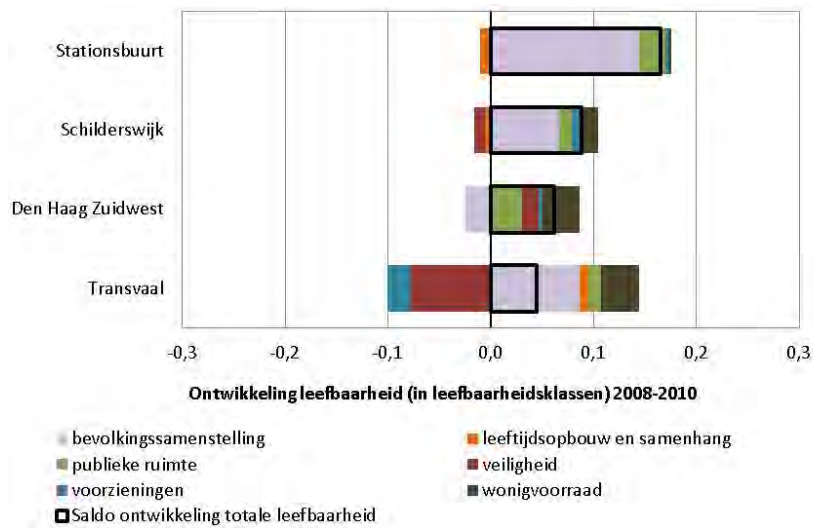 Stationsbuurt
Schilderswijk
Den Haag Zuidwest
Transvaal
-0,3 -0,2 -0,1 0,0 0,1 0,2 0,3
Ontwikkeling leefbaarheid (in leefbaarheidsklassen) 2008-2010
bevolkingssamenstelling leeftijdsopbouw en samenhang
publieke ruimte veiligheid
voorzieningen wonigvoorraad
Saldo ontwikkeling totale leefbaarheid